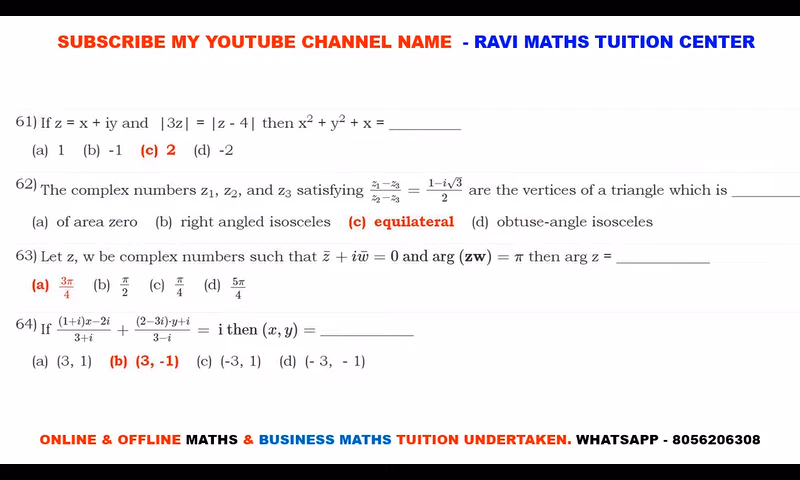 SUBSCRIBE MY YOUTUBE CHANNEL NAME - RAVI MATHS TUITION CENTER
61) If z = x + iy and |3z| = |z - 4| then x² + y² + x = ________
(a) 1 (b) -1 (c) 2 (d) -2
62) The complex numbers z₁, z₂, and z₃ satisfying (z₁−z₃)/(z₂−z₃) = (1−i√3)/2 are the vertices of a triangle which is ________
(a) of area zero (b) right angled isosceles (c) equilateral (d) obtuse-angle isosceles
63) Let z, w be complex numbers such that z̄ + iw̄ = 0 and arg (zw) = π then arg z = ________
(a) 3π/4 (b) π/2 (c) π/4 (d) 5π/4
64) If ((1+i)x−2i)/(3+i) + ((2−3i)·y+i)/(3−i) = i then (x, y) = ________
(a) (3, 1) (b) (3, -1) (c) (-3, 1) (d) (- 3, - 1)
ONLINE & OFFLINE MATHS & BUSINESS MATHS TUITION UNDERTAKEN. WHATSAPP - 8056206308